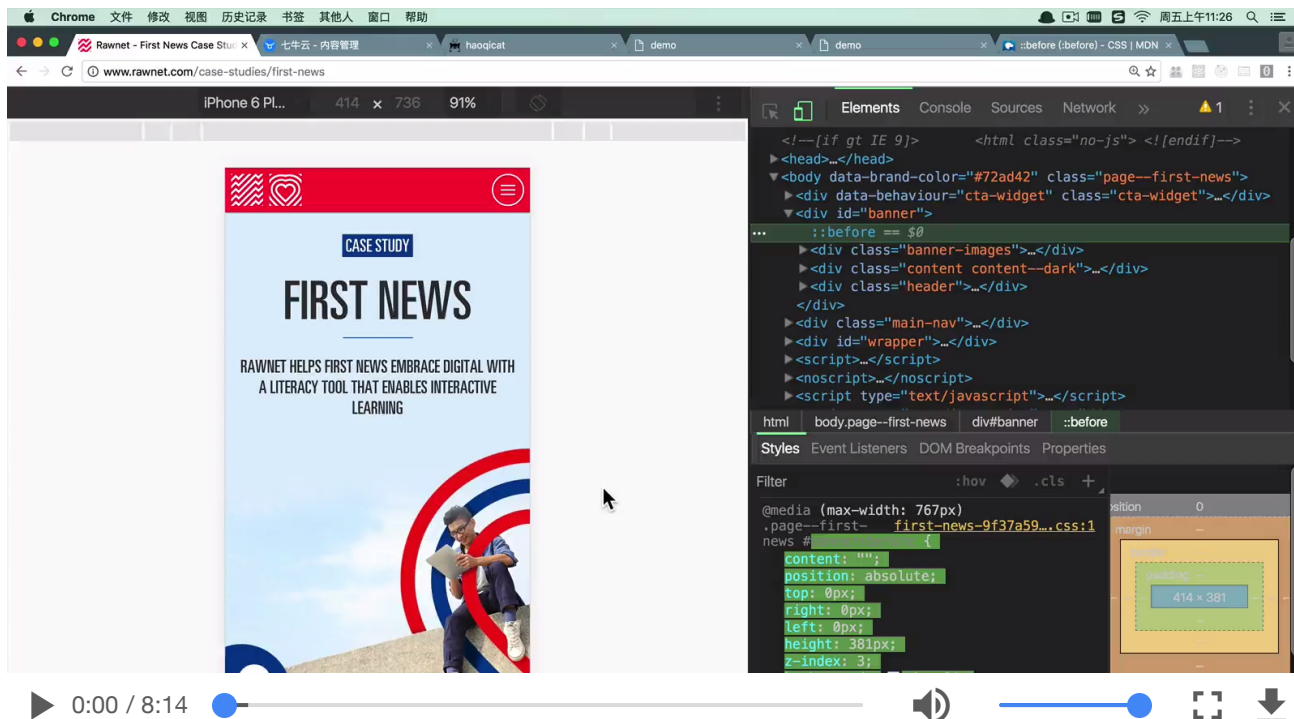 Chrome 文件 修改 视图 历史记录 书签 其他人 窗口 帮助 周五上午11:26
Rawnet - First News Case Stu × 七牛云 - 内容管理 × haoqicat × demo × demo × ::before (:before) - CSS | MDN ×
www.rawnet.com/case-studies/first-news
iPhone 6 Pl... 414 × 736 91%
Elements Console Sources Network » 1
<!--[if gt IE 9]> <html class="no-js"> <![endif]-->
<head>…</head>
<body data-brand-color="#72ad42" class="page--first-news">
<div data-behaviour="cta-widget" class="cta-widget">…</div>
<div id="banner">
::before == $0
<div class="banner-images">…</div>
<div class="content content--dark">…</div>
<div class="header">…</div>
</div>
<div class="main-nav">…</div>
<div id="wrapper">…</div>
<script>…</script>
<noscript>…</noscript>
<script type="text/javascript">…</script>
html body.page--first-news div#banner ::before
Styles Event Listeners DOM Breakpoints Properties
Filter :hov .cls +
@media (max-width: 767px)
.page--first- first-news-9f37a59….css:1
news # {
content: "";
position: absolute;
top: 0px;
right: 0px;
left: 0px;
height: 381px;
z-index: 3;
osition 0
margin –
padding –
414 × 381
CASE STUDY
FIRST NEWS
RAWNET HELPS FIRST NEWS EMBRACE DIGITAL WITH
A LITERACY TOOL THAT ENABLES INTERACTIVE
LEARNING
0:00 / 8:14